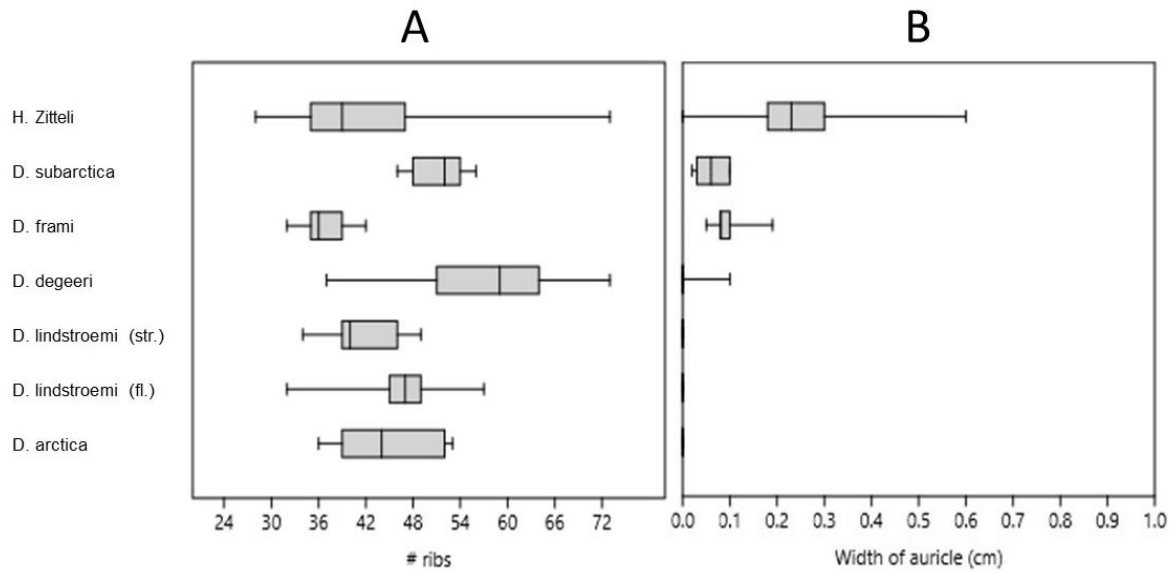 A B
H. Zitteli
D. subarctica
D. frami
D. degeeri
D. lindstroemi (str.)
D. lindstroemi (fl.)
D. arctica
24 30 36 42 48 54 60 66 72
0.0 0.1 0.2 0.3 0.4 0.5 0.6 0.7 0.8 0.9 1.0
# ribs
Width of auricle (cm)